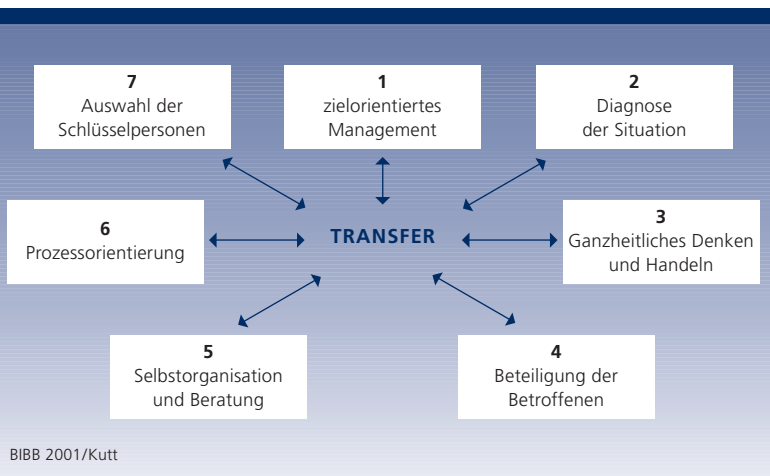 7
Auswahl der
Schlüsselpersonen
1
zielorientiertes
Management
2
Diagnose
der Situation
6
Prozessorientierung
TRANSFER
3
Ganzheitliches Denken
und Handeln
5
Selbstorganisation
und Beratung
4
Beteiligung der
Betroffenen
BIBB 2001/Kutt